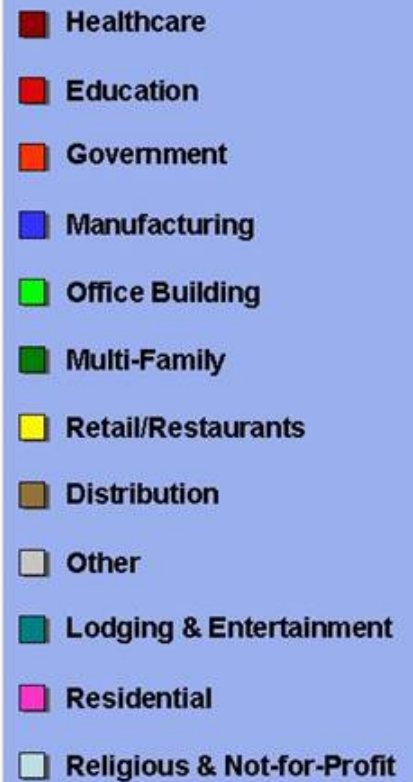 Healthcare
Education
Government
Manufacturing
Office Building
Multi-Family
Retail/Restaurants
Distribution
Other
Lodging & Entertainment
Residential
Religious & Not-for-Profit